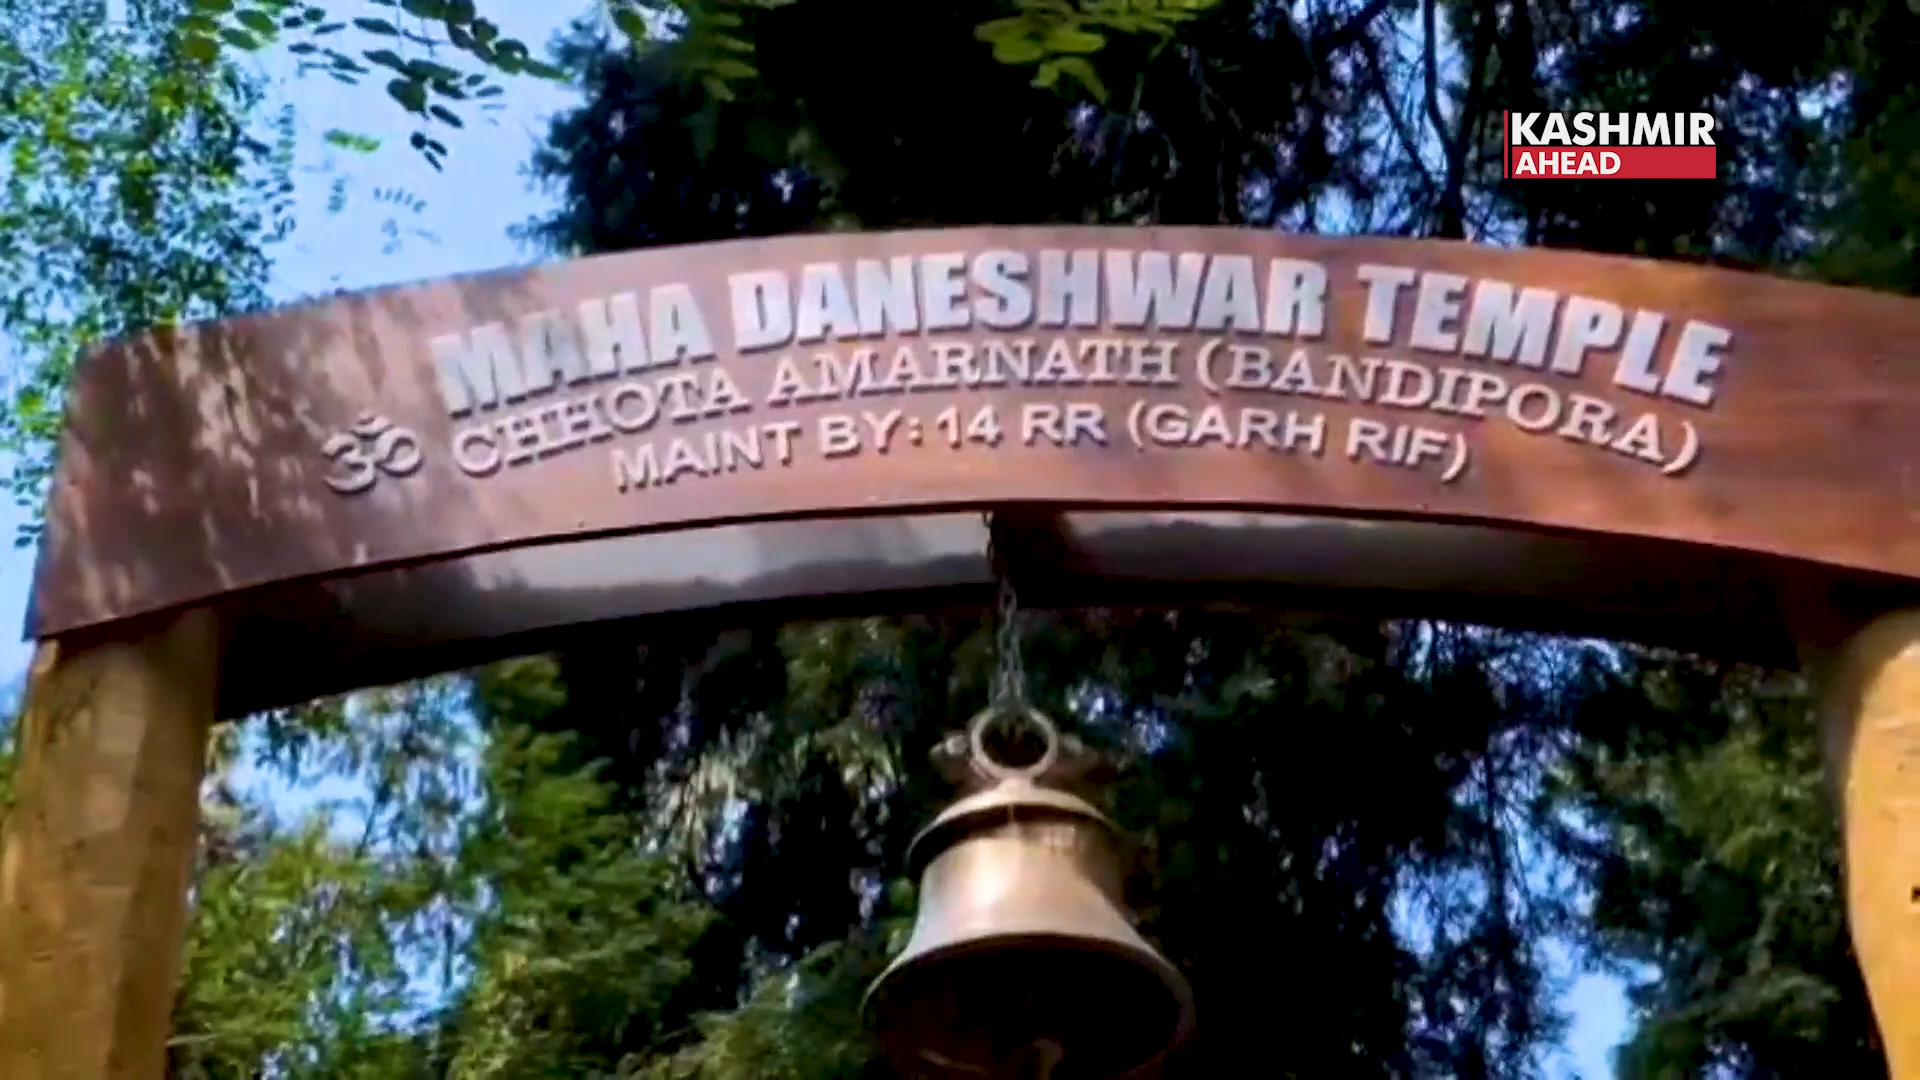 KASHMIR
AHEAD
MAHA DANESHWAR TEMPLE
ॐ CHHOTA AMARNATH (BANDIPORA)
MAINT BY: 14 RR (GARH RIF)